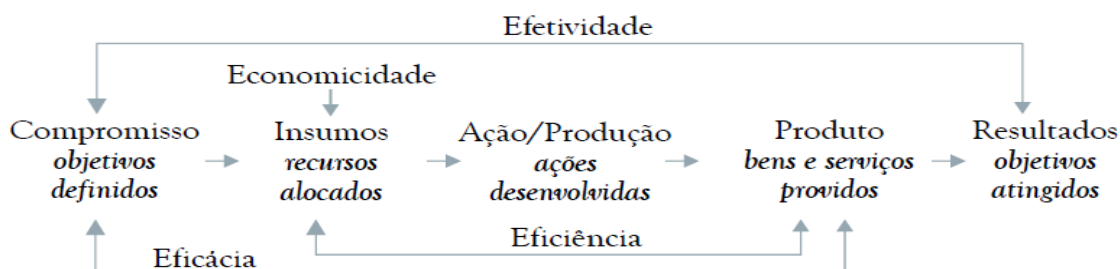 Efetividade
Economicidade
Compromisso
objetivos
definidos
Insumos
recursos
alocados
Ação/Produção
ações
desenvolvidas
Produto
bens e serviços
providos
Resultados
objetivos
atingidos
Eficiência
Eficácia